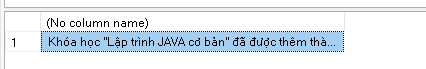 (No column name)
1 Khóa học "Lập trình JAVA cơ bản" đã được thêm thà...